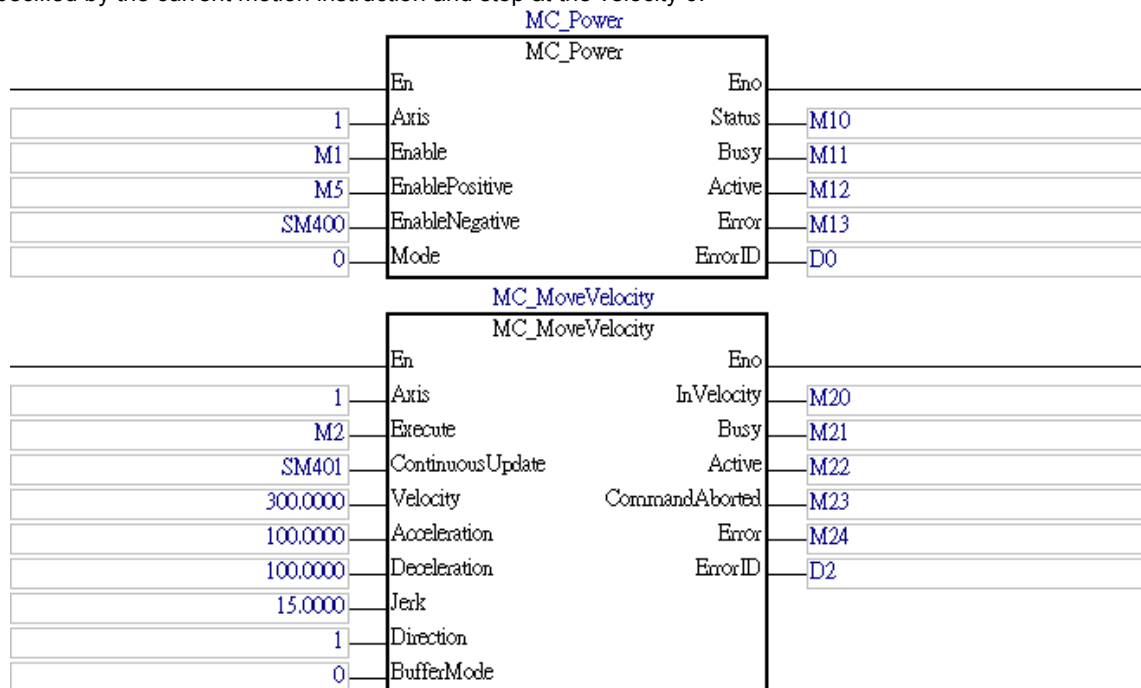 by the current motion instruction and stop at the velocity 0.
MC_Power
MC_Power
En Eno
1 Axis Status M10
M1 Enable Busy M11
M5 EnablePositive Active M12
SM400 EnableNegative Error M13
0 Mode ErrorID D0
MC_MoveVelocity
MC_MoveVelocity
En Eno
1 Axis InVelocity M20
M2 Execute Busy M21
SM401 ContinuousUpdate Active M22
300.0000 Velocity CommandAborted M23
100.0000 Acceleration Error M24
100.0000 Deceleration ErrorID D2
15.0000 Jerk
1 Direction
0 BufferMode